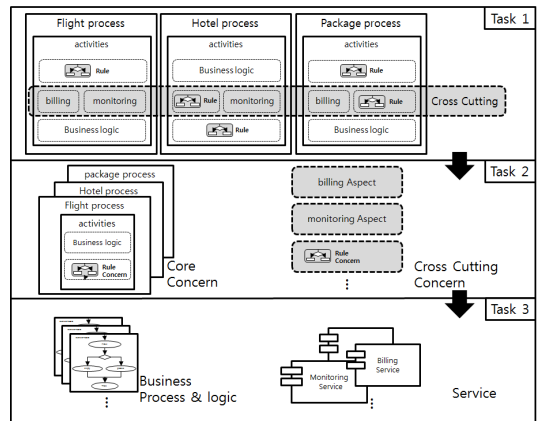 Task 1
Flight process
activities
Rule
billing
monitoring
Business logic
Hotel process
activities
Business logic
Rule
monitoring
Rule
Package process
activities
Rule
billing
Rule
Business logic
Cross Cutting
Task 2
package process
Hotel process
Flight process
activities
Business logic
Rule
Concern
Core
Concern
billing Aspect
monitoring Aspect
Rule
Concern
Cross Cutting
Concern
Task 3
Business
Process & logic
Monitoring
Service
Billing
Service
Service